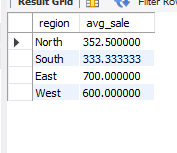 Result Grid Filter Row
region avg_sale
North 352.500000
South 333.333333
East 700.000000
West 600.000000